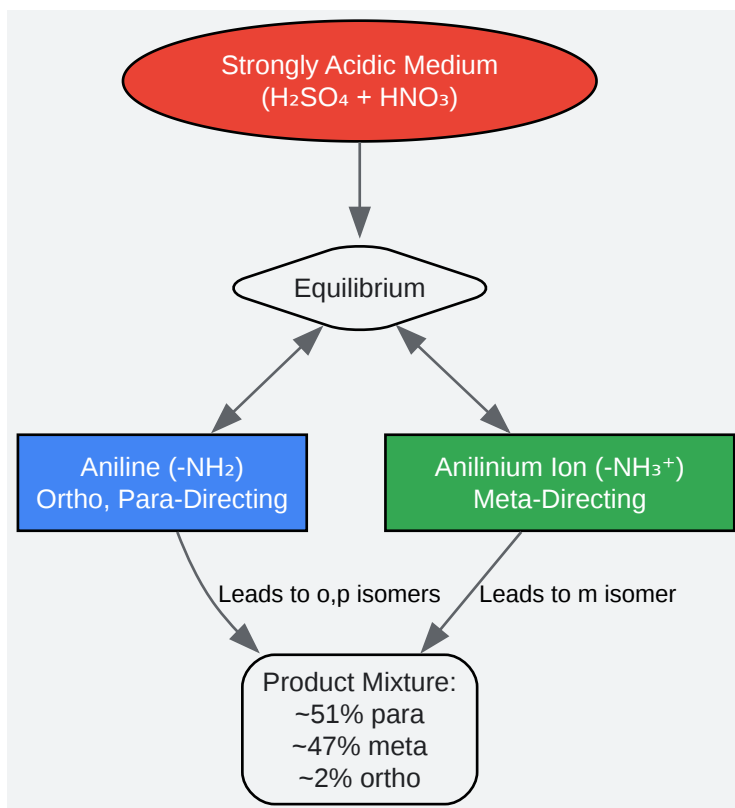 Strongly Acidic Medium
(H₂SO₄ + HNO₃)
Equilibrium
Aniline (-NH₂)
Ortho, Para-Directing
Anilinium Ion (-NH₃⁺)
Meta-Directing
Leads to o,p isomers
Leads to m isomer
Product Mixture:
~51% para
~47% meta
~2% ortho